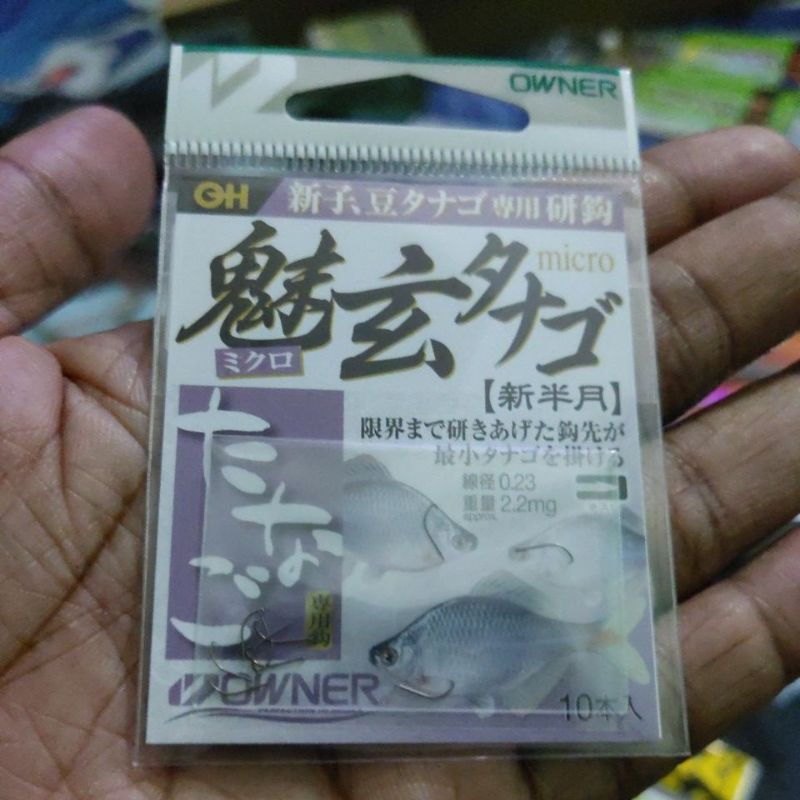 OWNER
OH 新子、豆タナゴ専用研鈎
魅玄タナゴ
micro
ミクロ
【新半月】
限界まで研きあげた鈎先が
最小タナゴを掛ける
線径 0.23
重量 2.2mg
approx.
たなご
専用鈎
OWNER
10本入